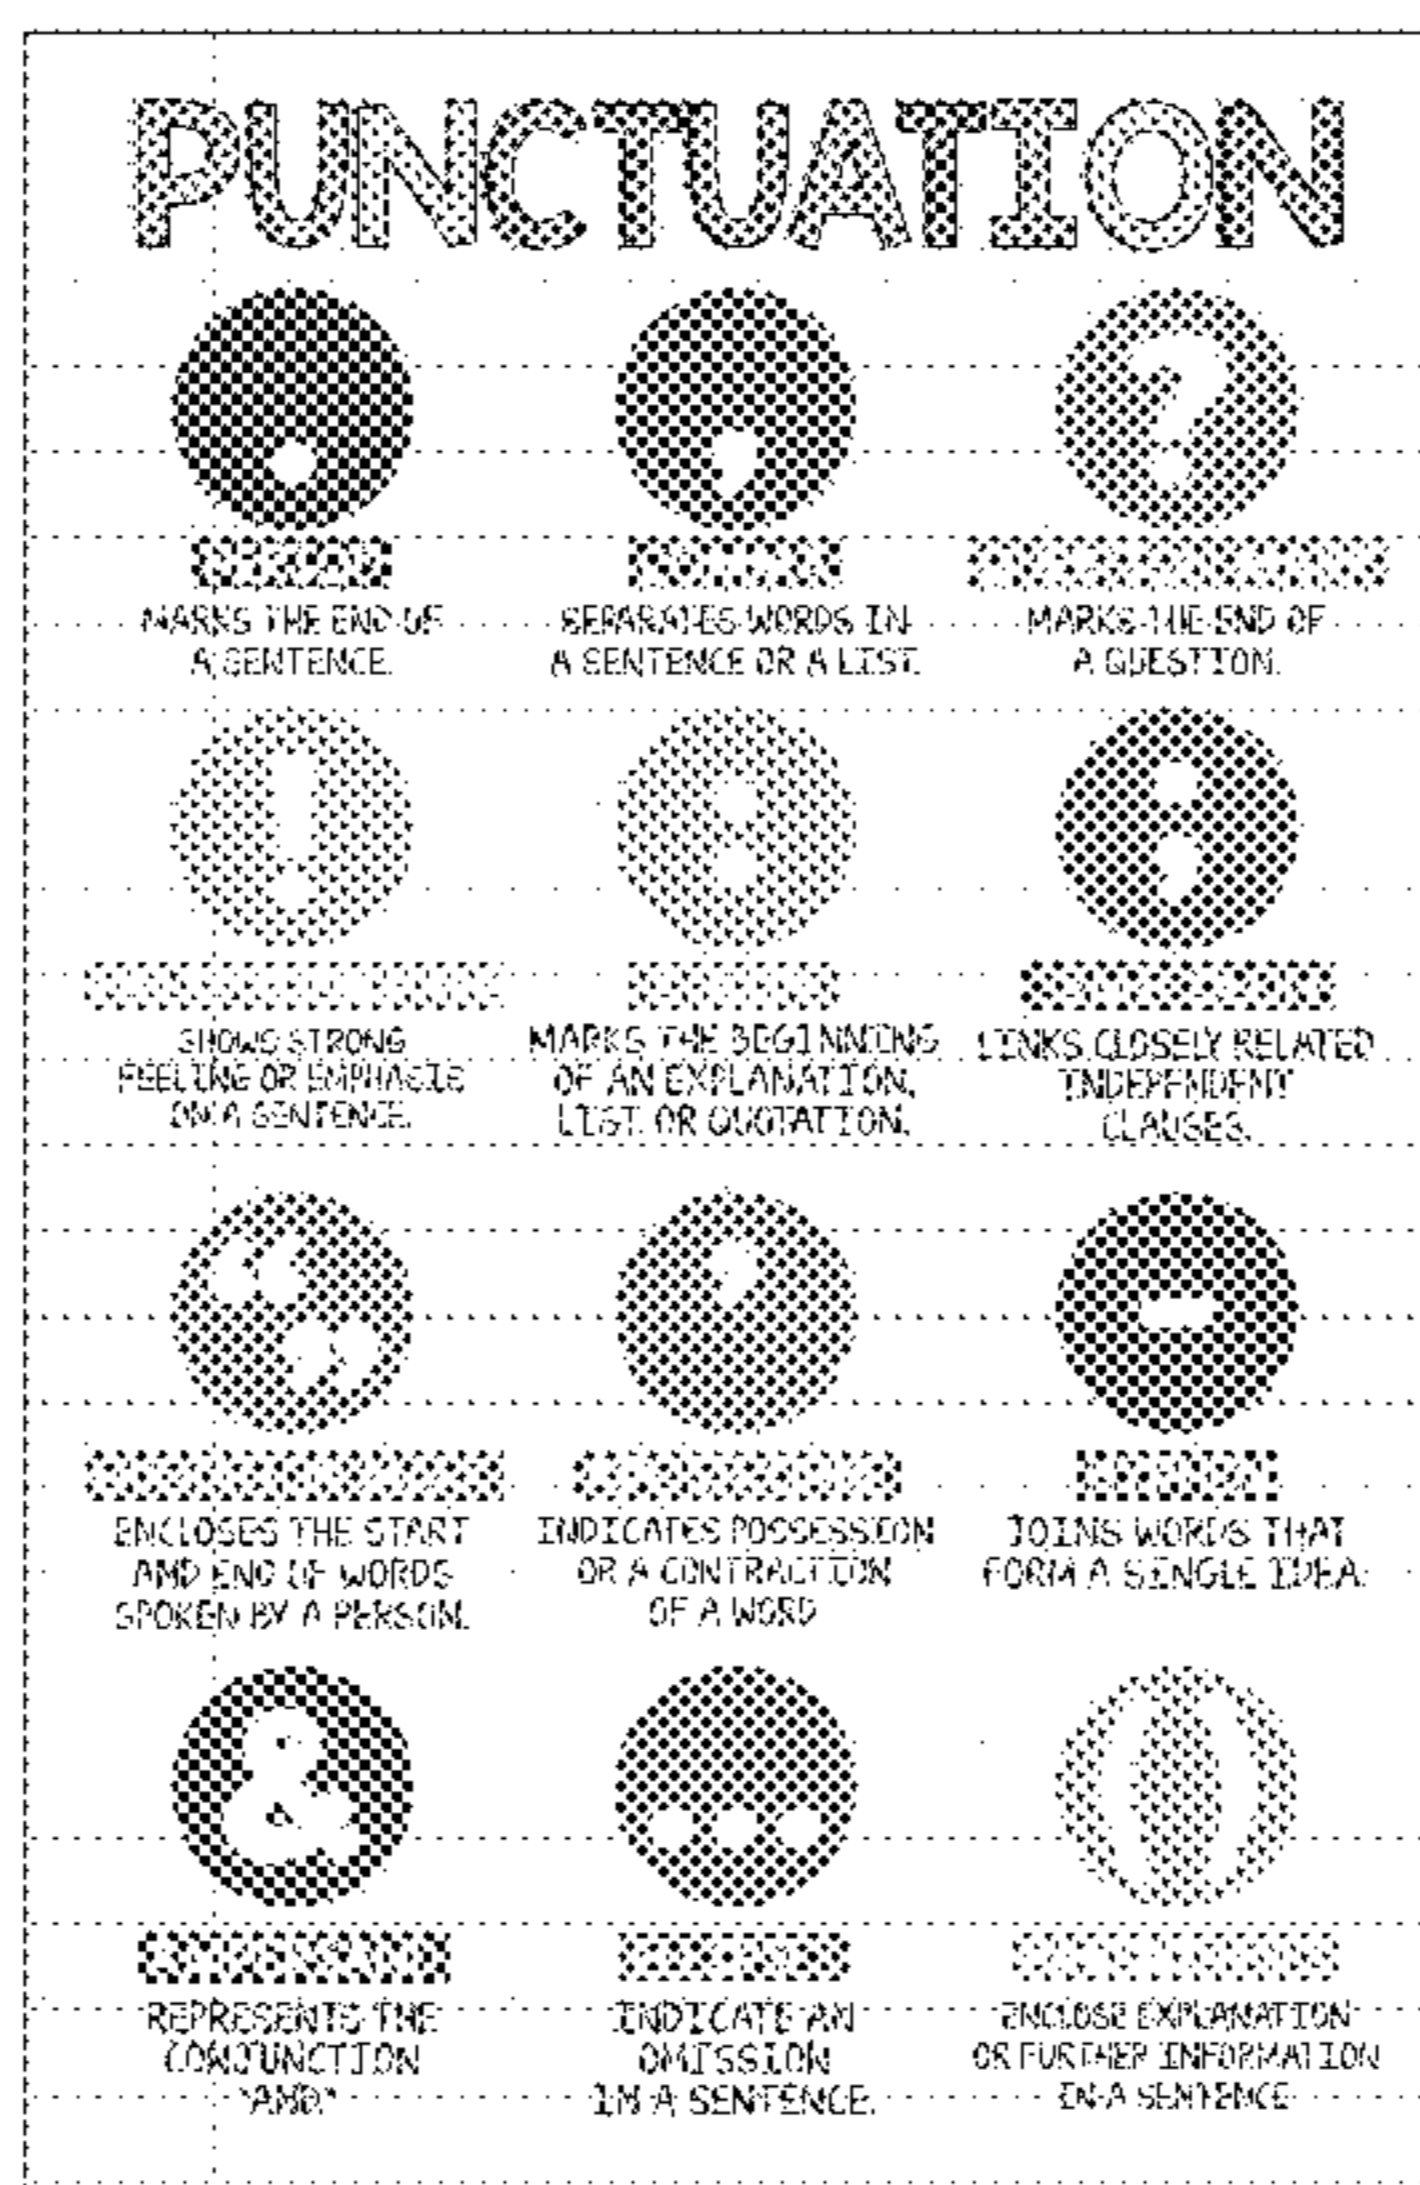 PUNCTUATION
.
,
?
MARKS THE END OF
A SENTENCE.
SEPARATES WORDS IN
A SENTENCE OR A LIST.
MARKS THE END OF
A QUESTION.
!
:
;
SHOWS STRONG
FEELING OR EMPHASIS
ON A SENTENCE.
MARKS THE BEGINNING
OF AN EXPLANATION,
LIST, OR QUOTATION.
LINKS CLOSELY RELATED
INDEPENDENT
CLAUSES.
“ ”
’
-
ENCLOSES THE START
AND END OF WORDS
SPOKEN BY A PERSON.
INDICATES POSSESSION
OR A CONTRACTION
OF A WORD
JOINS WORDS THAT
FORM A SINGLE IDEA.
&
...
()
REPRESENTS THE
CONJUNCTION
"AND"
INDICATE AN
OMISSION
IN A SENTENCE.
ENCLOSE EXPLANATION
OR FURTHER INFORMATION
IN A SENTENCE